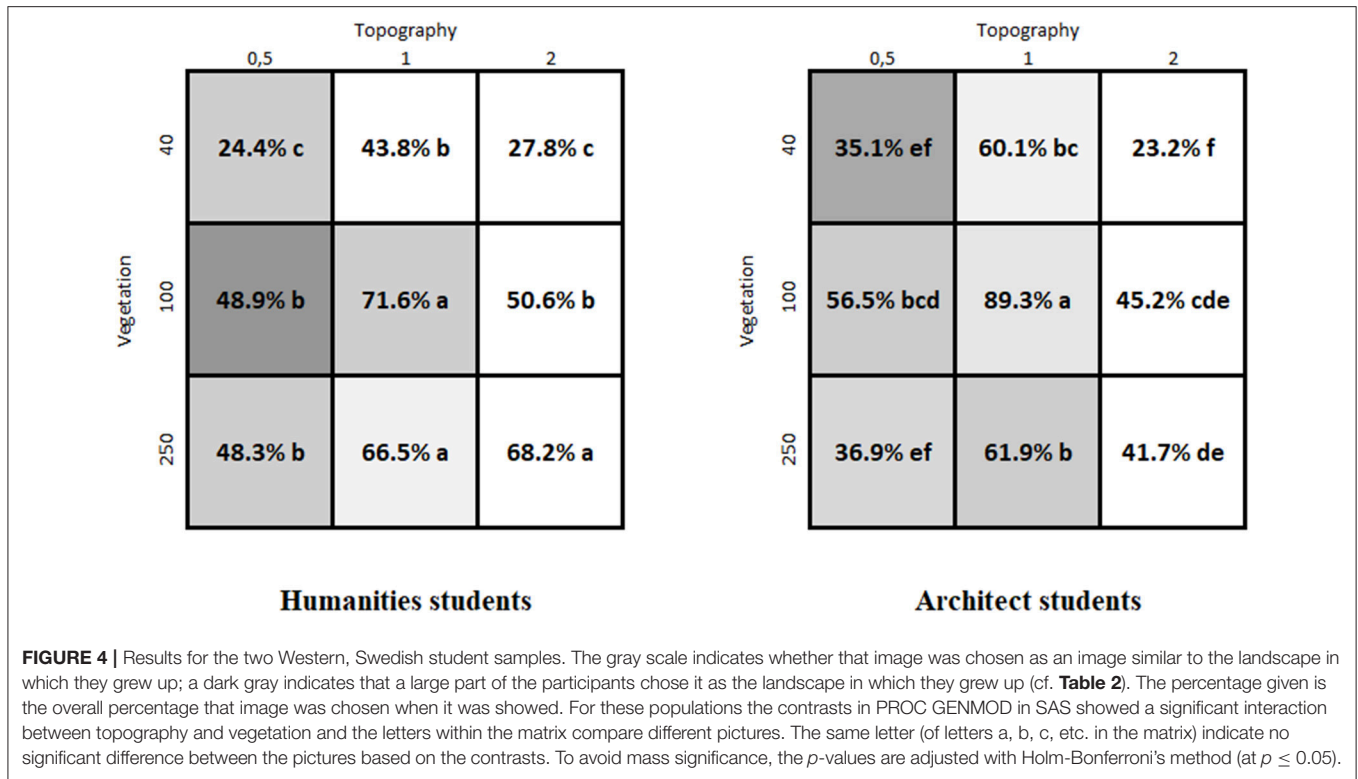 Topography
0,5 1 2
Vegetation
40 24.4% c 43.8% b 27.8% c
100 48.9% b 71.6% a 50.6% b
250 48.3% b 66.5% a 68.2% a
Humanities students
Topography
0,5 1 2
Vegetation
40 35.1% ef 60.1% bc 23.2% f
100 56.5% bcd 89.3% a 45.2% cde
250 36.9% ef 61.9% b 41.7% de
Architect students
FIGURE 4 | Results for the two Western, Swedish student samples. The gray scale indicates whether that image was chosen as an image similar to the landscape in
which they grew up; a dark gray indicates that a large part of the participants chose it as the landscape in which they grew up (cf. Table 2). The percentage given is
the overall percentage that image was chosen when it was showed. For these populations the contrasts in PROC GENMOD in SAS showed a significant interaction
between topography and vegetation and the letters within the matrix compare different pictures. The same letter (of letters a, b, c, etc. in the matrix) indicate no
significant difference between the pictures based on the contrasts. To avoid mass significance, the p-values are adjusted with Holm-Bonferroni's method (at p ≤ 0.05).